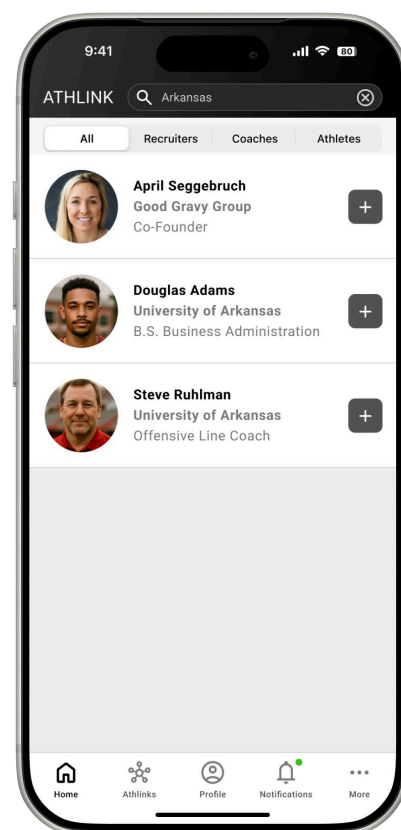 9:41
80
ATHLINK
Arkansas
All Recruiters Coaches Athletes
April Seggebruch
Good Gravy Group
Co-Founder
Douglas Adams
University of Arkansas
B.S. Business Administration
Steve Ruhlman
University of Arkansas
Offensive Line Coach
Home Athlinks Profile Notifications More